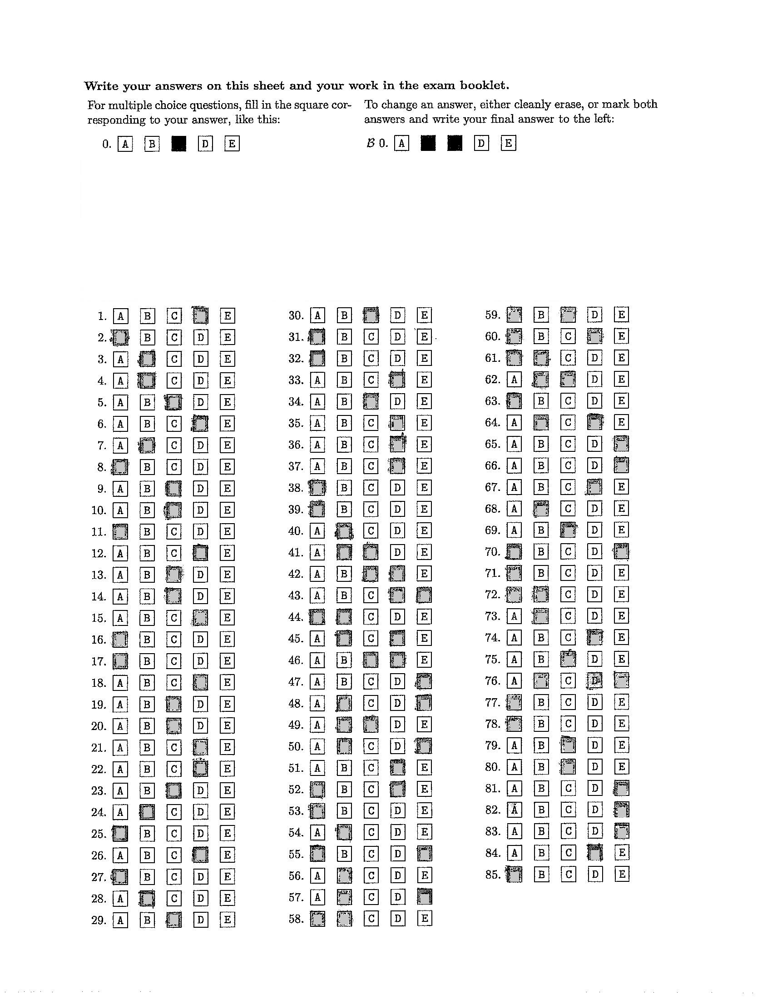 Write your answers on this sheet and your work in the exam booklet.
For multiple choice questions, fill in the square cor-
responding to your answer, like this:
0. A B D E
To change an answer, either cleanly erase, or mark both
answers and write your final answer to the left:
B 0. A D E
1. A B C E
2. B C D E
3. A C D E
4. A C D E
5. A B D E
6. A B C E
7. A C D E
8. B C D E
9. A B D E
10. A B D E
11. B C D E
12. A B C E
13. A B D E
14. A B D E
15. A B C E
16. B C D E
17. B C D E
18. A B C E
19. A B D E
20. A B D E
21. A B C E
22. A B C E
23. A B D E
24. A C D E
25. B C D E
26. A B C E
27. B C D E
28. A C D E
29. A B D E
30. A B D E
31. B C D E
32. B C D E
33. A B C E
34. A B D E
35. A B C E
36. A B C E
37. A B C E
38. B C D E
39. B C D E
40. A C D E
41. A D E
42. A B E
43. A B C
44. C D E
45. A C E
46. A B E
47. A B C D
48. A C D
49. A D E
50. A C D
51. A B C E
52. B C E
53. B C D E
54. A C D E
55. B C D
56. A C D E
57. A C D
58. C D E
59. B D E
60. B C E
61. C D E
62. A D E
63. B C D E
64. A C E
65. A B C D
66. A B C D
67. A B C E
68. A C D E
69. A B D E
70. B C D
71. B C D E
72. C D E
73. A C D E
74. A B C E
75. A B D E
76. A C D
77. B C D E
78. B C D E
79. A B D E
80. A B D E
81. A B C D
82. A B C D
83. A B C D
84. A B C E
85. B C D E